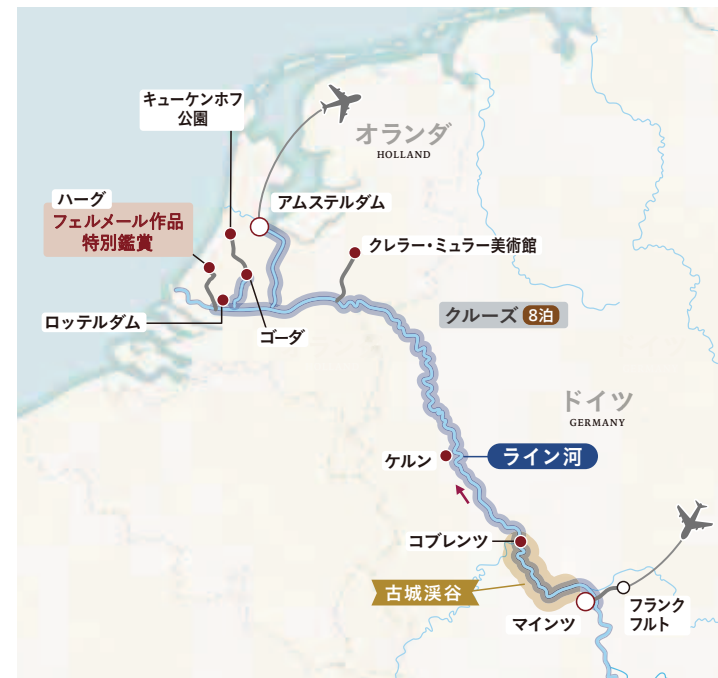 キューケンホフ
公園
オランダ
HOLLAND
ハーグ
フェルメール作品
特別鑑賞
アムステルダム
クレラー・ミュラー美術館
ロッテルダム
ゴーダ
クルーズ 8泊
ドイツ
GERMANY
ケルン
ライン河
コブレンツ
古城渓谷
マインツ
フランク
フルト